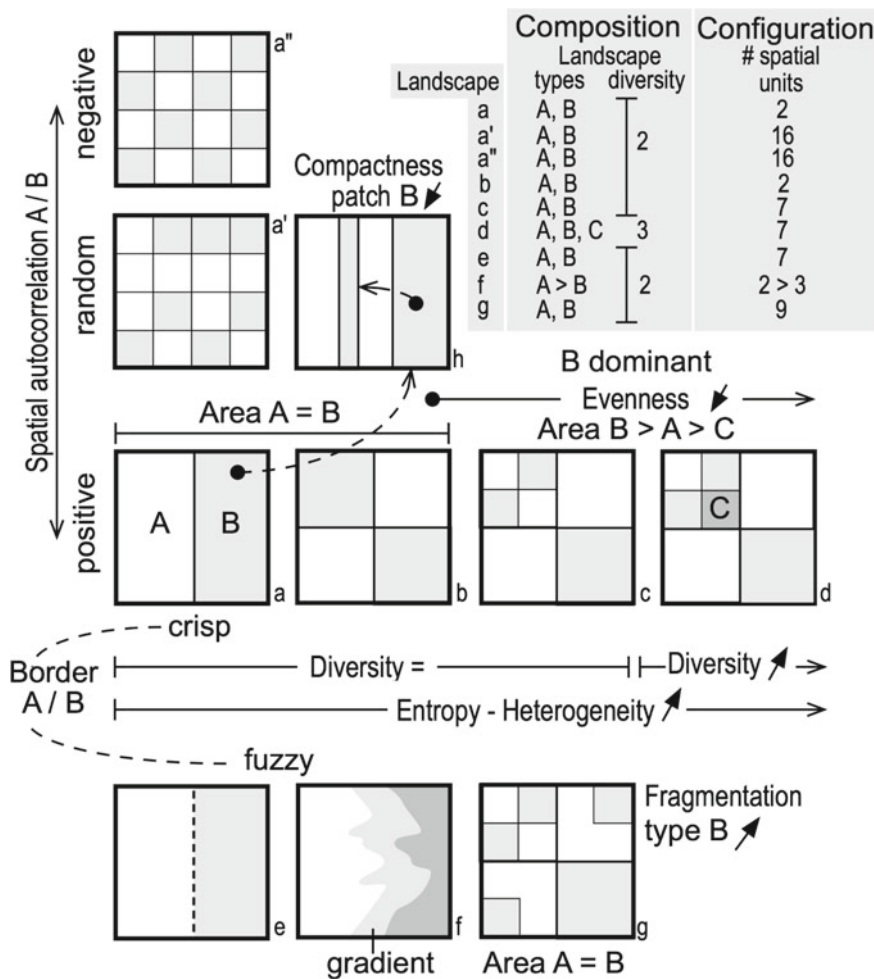 Composition Configuration
Landscape # spatial
Landscape types diversity units
a A, B 2
a' A, B 16
a" A, B 2 16
b A, B 2
c A, B 7
d A, B, C 3 7
e A, B 7
f A > B 2 2 > 3
g A, B 9
negative
random
positive
Spatial autocorrelation A / B
a"
a'
Compactness
patch B
h
B dominant
Evenness
Area A = B
Area B > A > C
A B
a
b
c
C
d
crisp
Border
A / B
fuzzy
Diversity =
Diversity
Entropy - Heterogeneity
e
f
gradient
g
Fragmentation
type B
Area A = B